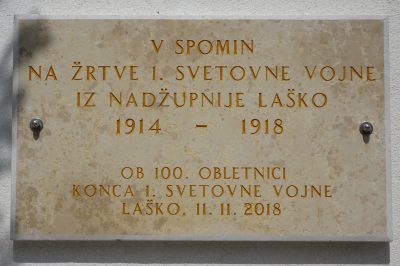 V SPOMIN
NA ŽRTVE I. SVETOVNE VOJNE
IZ NADŽUPNIJE LAŠKO
1914 – 1918
OB 100. OBLETNICI
KONCA I. SVETOVNE VOJNE
LAŠKO, 11. 11. 2018